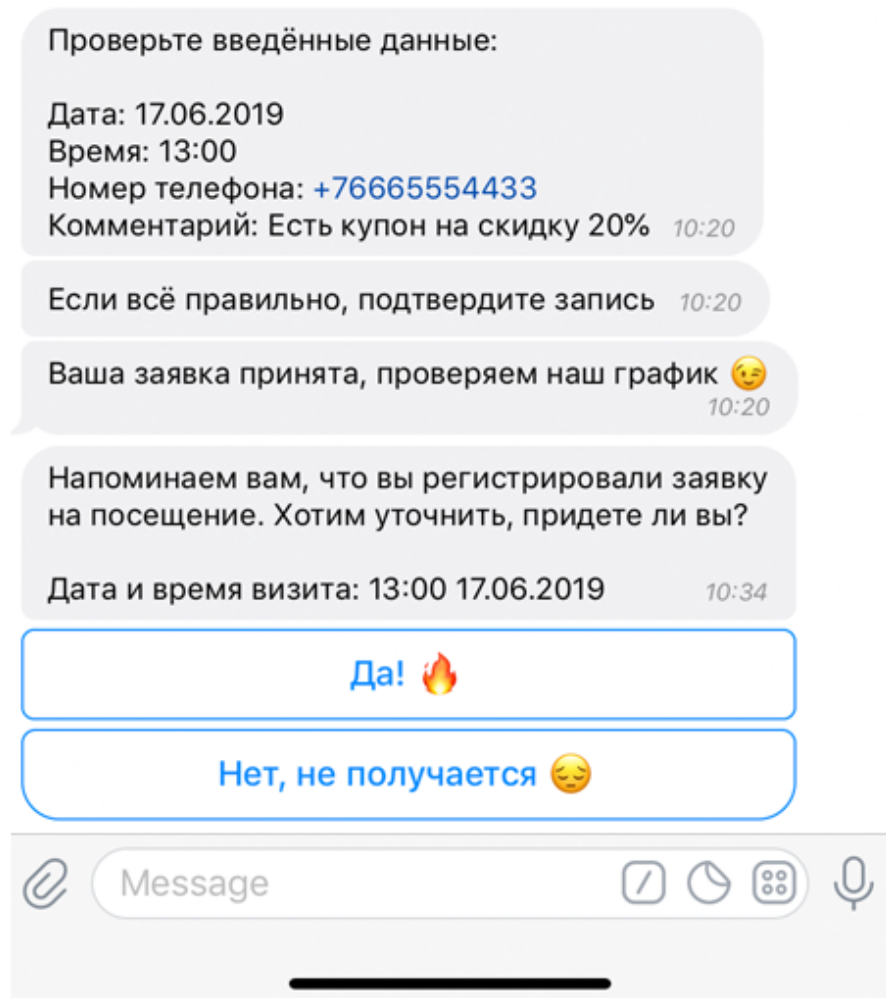 Проверьте введённые данные:
Дата: 17.06.2019
Время: 13:00
Номер телефона: +76665554433
Комментарий: Есть купон на скидку 20% 10:20
Если всё правильно, подтвердите запись 10:20
Ваша заявка принята, проверяем наш график 😉
10:20
Напоминаем вам, что вы регистрировали заявку
на посещение. Хотим уточнить, придете ли вы?
Дата и время визита: 13:00 17.06.2019 10:34
Да! 🔥
Нет, не получается 😔
Message